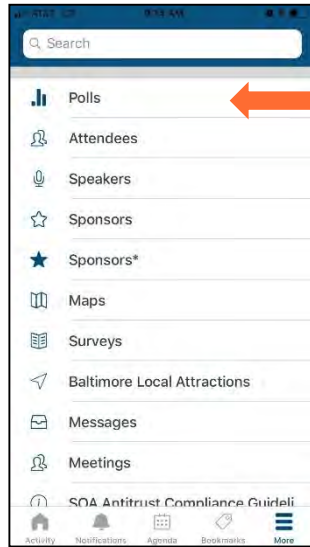 Search
Polls
Attendees
Speakers
Sponsors
Sponsors*
Maps
Surveys
Baltimore Local Attractions
Messages
Meetings
SOA Antitrust Compliance Guideli
Activity Notifications Agenda Bookmarks More